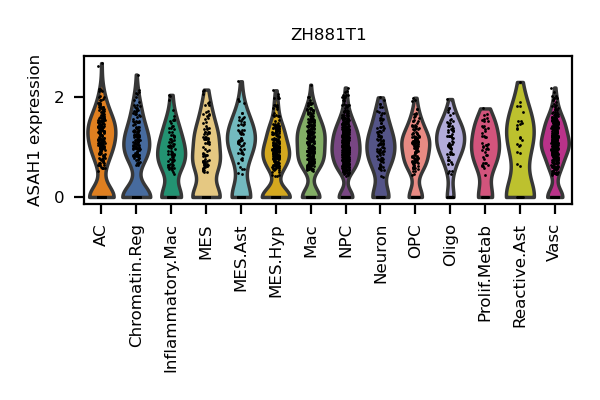 ZH881T1
ASAH1 expression
2
0
AC
Chromatin.Reg
Inflammatory.Mac
MES
MES.Ast
MES.Hyp
Mac
NPC
Neuron
OPC
Oligo
Prolif.Metab
Reactive.Ast
Vasc